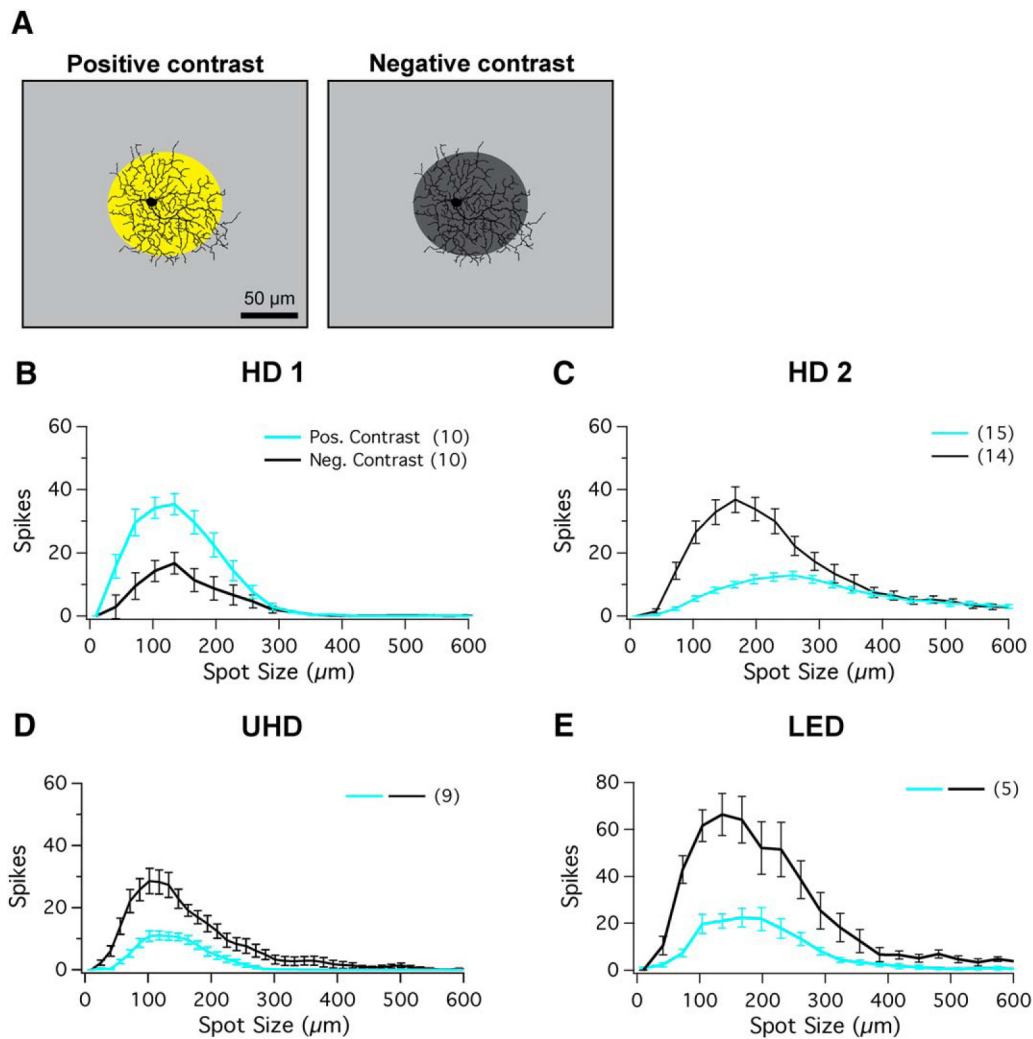 A
Positive contrast
Negative contrast
50 µm
B
HD 1
60
40
20
0
Spikes
Pos. Contrast (10)
Neg. Contrast (10)
0 100 200 300 400 500 600
Spot Size (µm)
C
HD 2
60
40
20
0
Spikes
(15)
(14)
0 100 200 300 400 500 600
Spot Size (µm)
D
UHD
60
40
20
0
Spikes
(9)
0 100 200 300 400 500 600
Spot Size (µm)
E
LED
80
60
40
20
0
Spikes
(5)
0 100 200 300 400 500 600
Spot Size (µm)